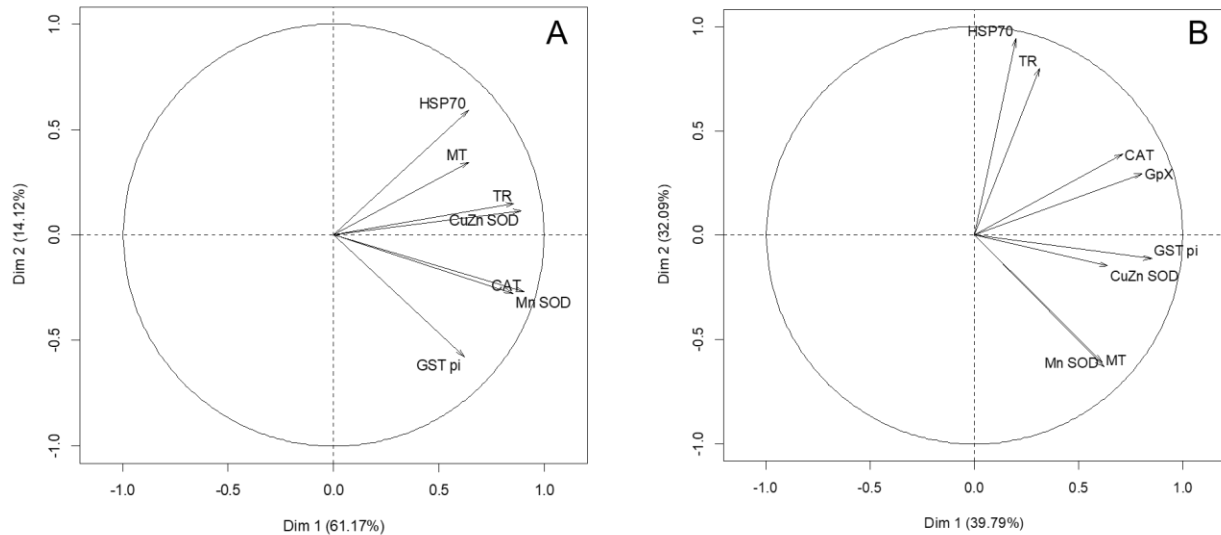 A
1.0
0.5
0.0
-0.5
-1.0
Dim 2 (14.12%)
HSP70
MT
TR
CuZn SOD
CAT
Mn SOD
GST pi
-1.0 -0.5 0.0 0.5 1.0
Dim 1 (61.17%)
B
1.0
0.5
0.0
-0.5
-1.0
Dim 2 (32.09%)
HSP70
TR
CAT
GpX
GST pi
CuZn SOD
Mn SOD MT
-1.0 -0.5 0.0 0.5 1.0
Dim 1 (39.79%)